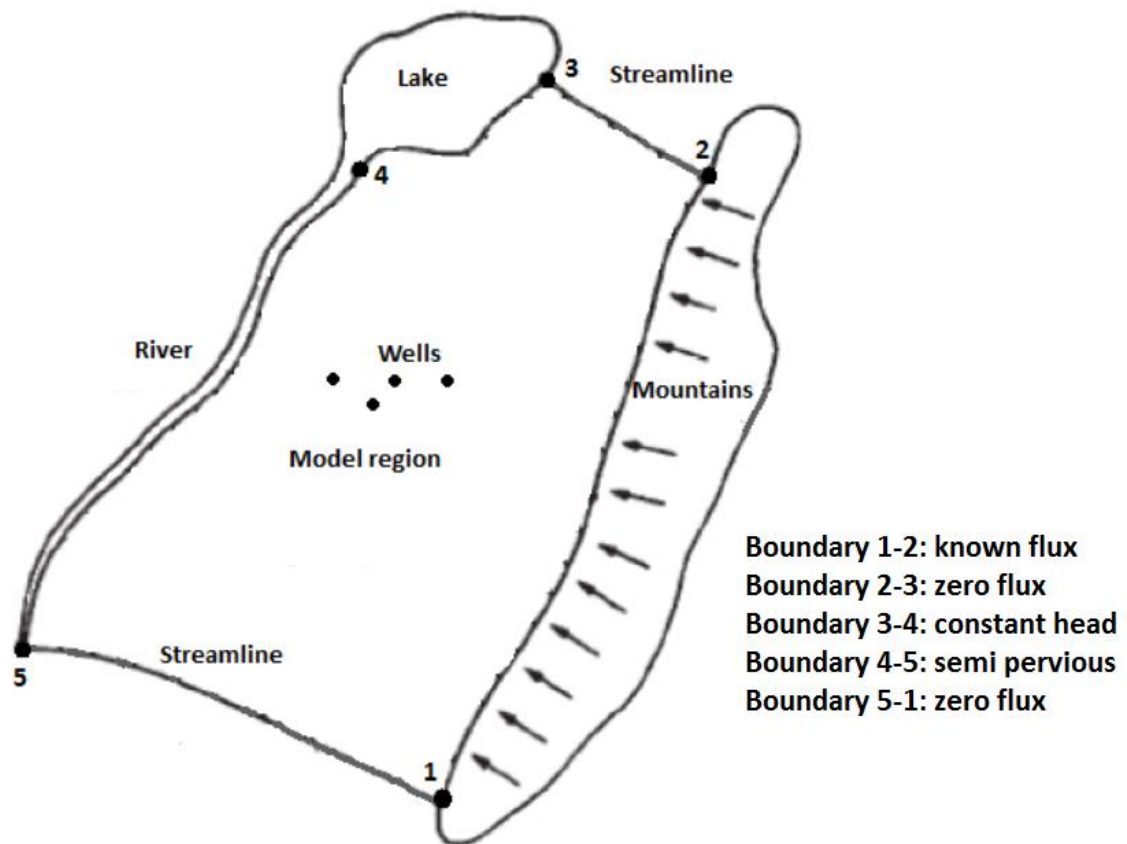 3
Streamline
Lake
2
4
River
Wells
Mountains
Model region
Boundary 1-2: known flux
Boundary 2-3: zero flux
Boundary 3-4: constant head
Boundary 4-5: semi pervious
Boundary 5-1: zero flux
Streamline
5
1